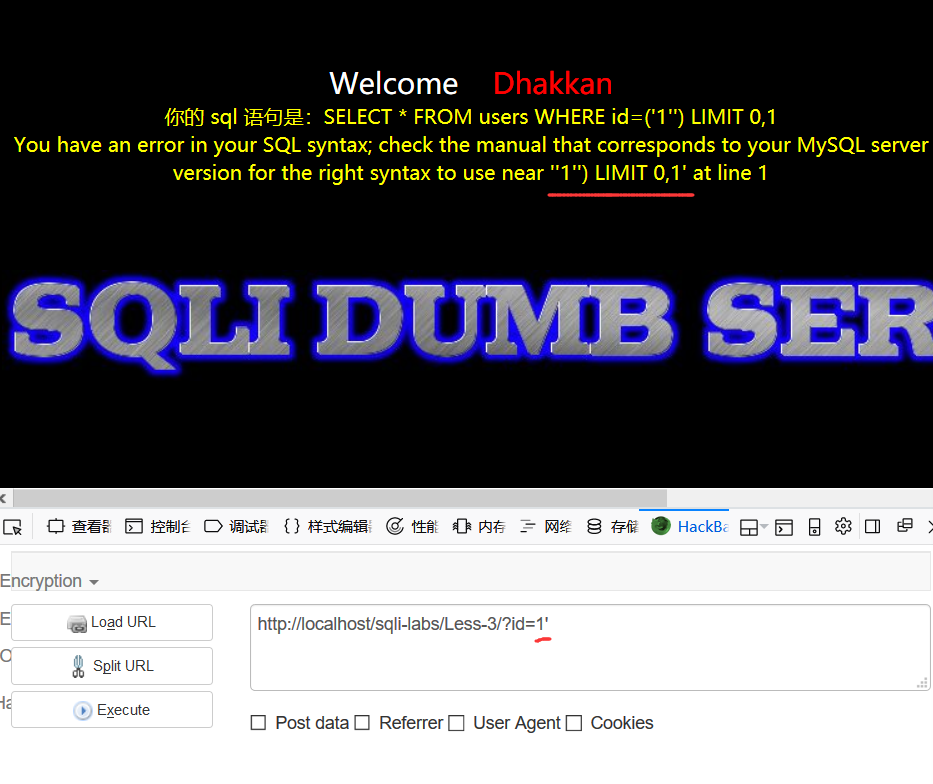 Welcome    Dhakkan
你的 sql 语句是：SELECT * FROM users WHERE id=('1'') LIMIT 0,1
You have an error in your SQL syntax; check the manual that corresponds to your MySQL server
version for the right syntax to use near ''1'') LIMIT 0,1' at line 1
SQLI DUMB SER
查看
控制台
调试
样式编辑
性能
内存
网络
存储
HackBa
Encryption
Load URL
Split URL
Execute
http://localhost/sqli-labs/Less-3/?id=1'
Post data
Referrer
User Agent
Cookies